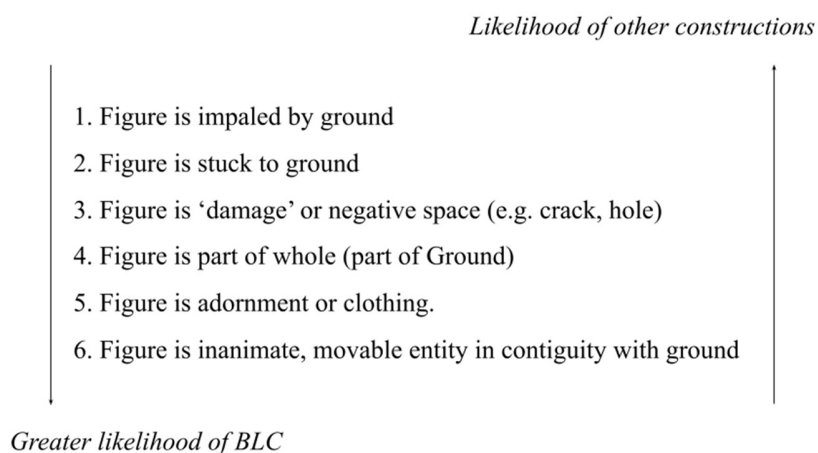 Likelihood of other constructions
1. Figure is impaled by ground
2. Figure is stuck to ground
3. Figure is ‘damage’ or negative space (e.g. crack, hole)
4. Figure is part of whole (part of Ground)
5. Figure is adornment or clothing.
6. Figure is inanimate, movable entity in contiguity with ground
Greater likelihood of BLC